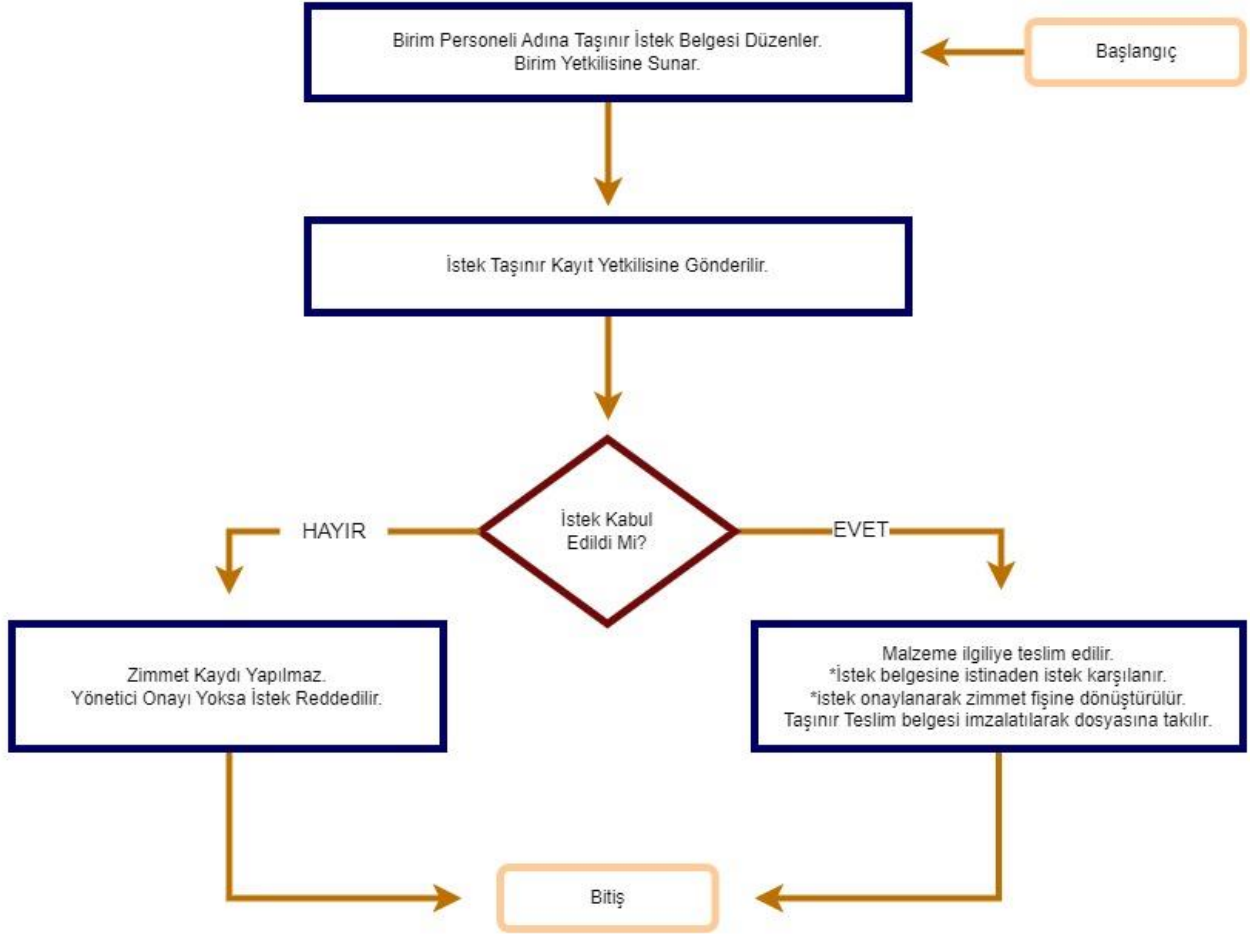 Başlangıç
Birim Personeli Adına Taşınır İstek Belgesi Düzenler.
Birim Yetkilisine Sunar.
İstek Taşınır Kayıt Yetkilisine Gönderilir.
İstek Kabul
Edildi Mi?
HAYIR
EVET
Zimmet Kaydı Yapılmaz.
Yönetici Onayı Yoksa İstek Reddedilir.
Malzeme ilgiliye teslim edilir.
*İstek belgesine istinaden istek karşılanır.
*istek onaylanarak zimmet fişine dönüştürülür.
Taşınır Teslim belgesi imzalatılarak dosyasına takılır.
Bitiş